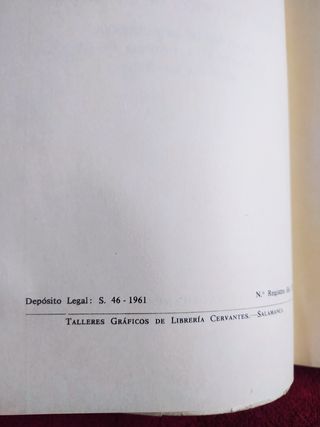 Depósito Legal: S. 46 - 1961
N.º Registro
TALLERES GRÁFICOS DE LIBRERÍA CERVANTES.—SALAMANCA